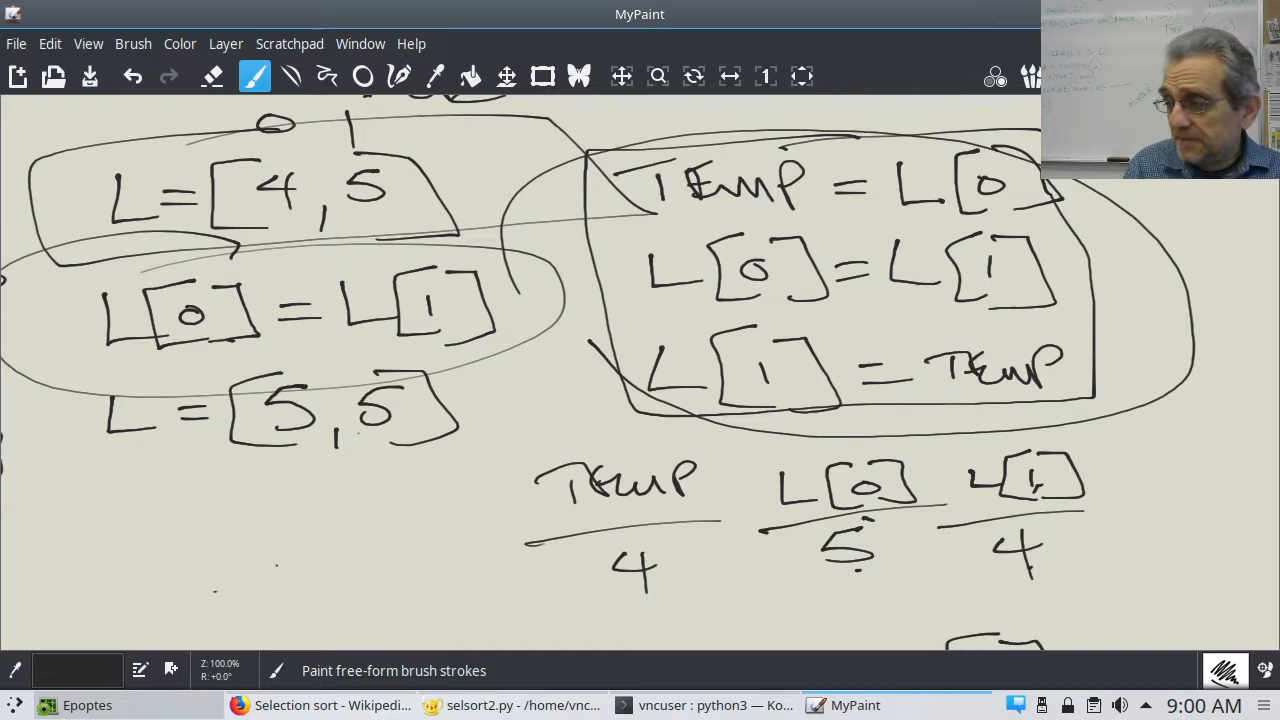 MyPaint
File Edit View Brush Color Layer Scratchpad Window Help
0 1
L = [4, 5]
L[0] = L[1]
L = [5, 5]
TEMP = L[0]
L[0] = L[1]
L[1] = TEMP
TEMP L[0] L[1]
4 5 4
Z: 100.0%
R: +0.0°
Paint free-form brush strokes
Epoptes
Selection sort - Wikipedi...
selsort2.py - /home/vnc...
vncuser : python3 — Ko...
MyPaint
9:00 AM